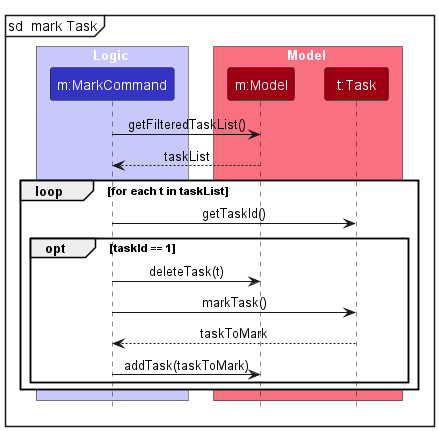 sd mark Task
Logic Model
m:MarkCommand m:Model t:Task
getFilteredTaskList()
taskList
loop [for each t in taskList]
getTaskId()
opt [taskId == 1]
deleteTask(t)
markTask()
taskToMark
addTask(taskToMark)